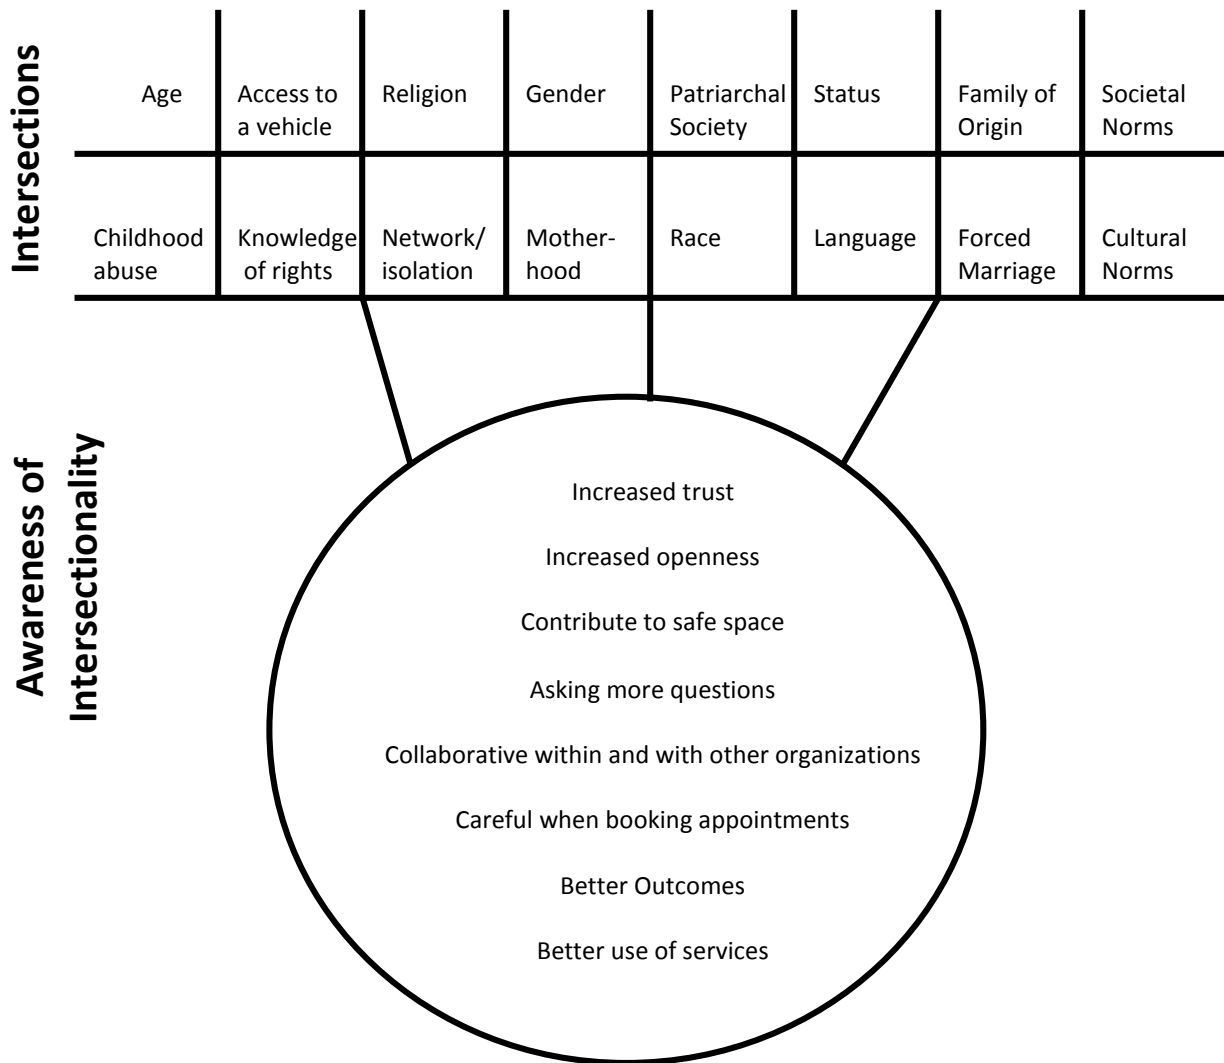 Intersections
Age
Access to
a vehicle
Religion
Gender
Patriarchal
Society
Status
Family of
Origin
Societal
Norms
Childhood
abuse
Knowledge
of rights
Network/
isolation
Mother-
hood
Race
Language
Forced
Marriage
Cultural
Norms
Awareness of
Intersectionality
Increased trust
Increased openness
Contribute to safe space
Asking more questions
Collaborative within and with other organizations
Careful when booking appointments
Better Outcomes
Better use of services